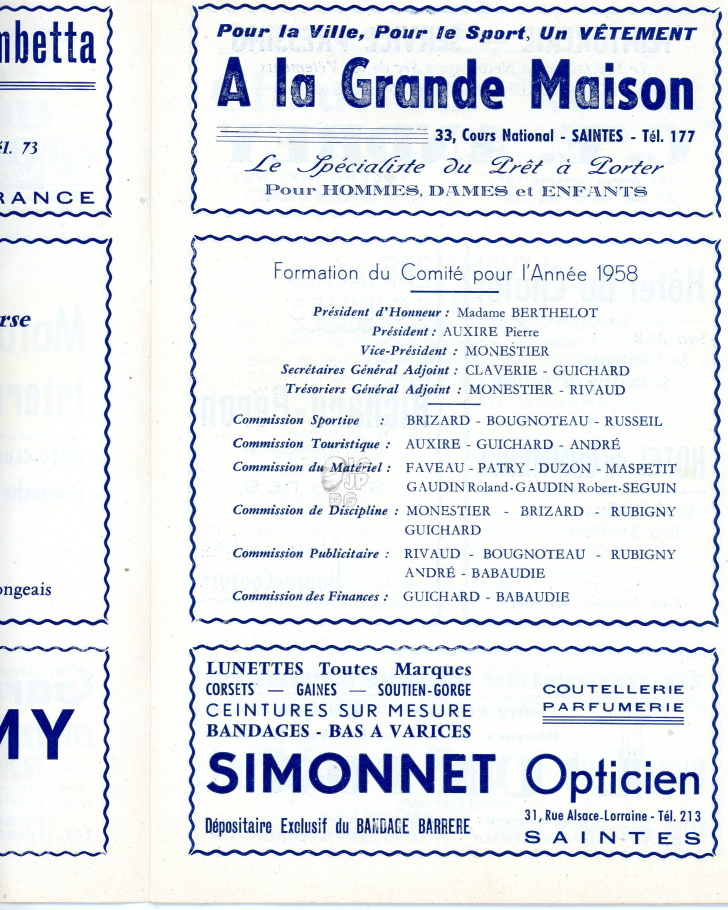 mbetta
él. 73
RANCE
rse
ongeais
MY
Pour la Ville, Pour le Sport, Un VÊTEMENT
A la Grande Maison
33, Cours National - SAINTES - Tél. 177
Le Spécialiste du Prêt à Porter
Pour HOMMES, DAMES et ENFANTS
Formation du Comité pour l'Année 1958
Président d'Honneur : Madame BERTHELOT
Président : AUXIRE Pierre
Vice-Président : MONESTIER
Secrétaires Général Adjoint : CLAVERIE - GUICHARD
Trésoriers Général Adjoint : MONESTIER - RIVAUD
Commission Sportive : BRIZARD - BOUGNOTEAU - RUSSEIL
Commission Touristique : AUXIRE - GUICHARD - ANDRÉ
Commission du Matériel : FAVEAU - PATRY - DUZON - MASPETIT
GAUDIN Roland - GAUDIN Robert - SEGUIN
Commission de Discipline : MONESTIER - BRIZARD - RUBIGNY
GUICHARD
Commission Publicitaire : RIVAUD - BOUGNOTEAU - RUBIGNY
ANDRÉ - BABAUDIE
Commission des Finances : GUICHARD - BABAUDIE
LUNETTES Toutes Marques
CORSETS — GAINES — SOUTIEN-GORGE
CEINTURES SUR MESURE
BANDAGES - BAS A VARICES
COUTELLERIE
PARFUMERIE
SIMONNET Opticien
Dépositaire Exclusif du BANDAGE BARRERE
31, Rue Alsace-Lorraine - Tél. 213
SAINTES